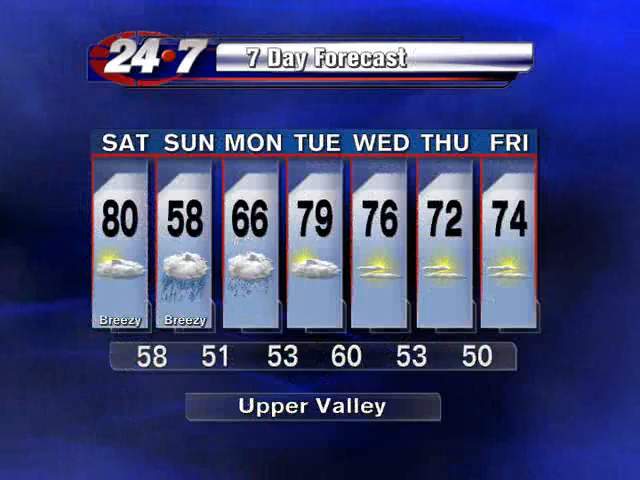 24·7 7 Day Forecast
SAT SUN MON TUE WED THU FRI
80 58 66 79 76 72 74
Breezy Breezy
58 51 53 60 53 50
Upper Valley